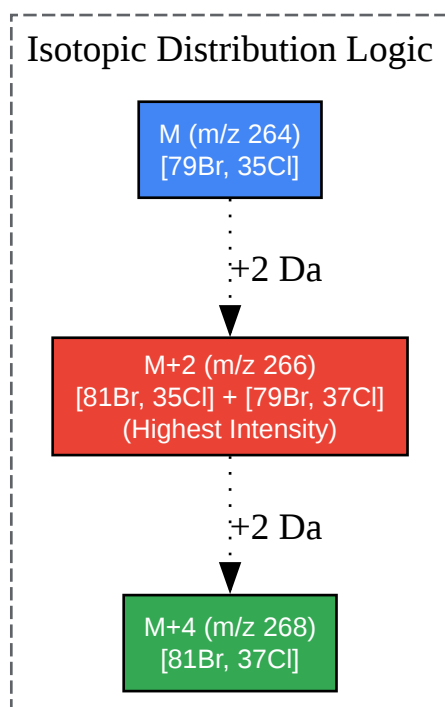 Isotopic Distribution Logic
M (m/z 264)
[79Br, 35Cl]
+2 Da
M+2 (m/z 266)
[81Br, 35Cl] + [79Br, 37Cl]
(Highest Intensity)
+2 Da
M+4 (m/z 268)
[81Br, 37Cl]